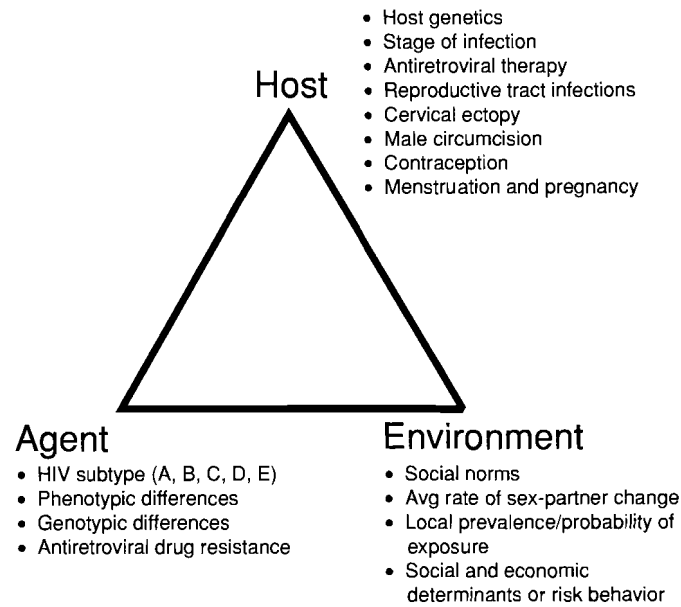 Host
• Host genetics
• Stage of infection
• Antiretroviral therapy
• Reproductive tract infections
• Cervical ectopy
• Male circumcision
• Contraception
• Menstruation and pregnancy
Agent
• HIV subtype (A, B, C, D, E)
• Phenotypic differences
• Genotypic differences
• Antiretroviral drug resistance
Environment
• Social norms
• Avg rate of sex-partner change
• Local prevalence/probability of
exposure
• Social and economic
determinants or risk behavior